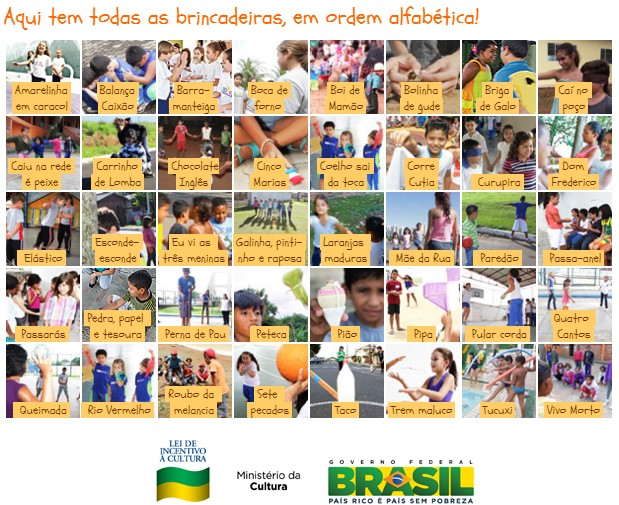 Aqui tem todas as brincadeiras, em ordem alfabética!
Amarelinha
em caracol
Balança
Caixão
Barra-
manteiga
Boca de
forno
Boi de
Mamão
Bolinha
de gude
Briga
de Galo
Caí no
poço
Caiu na rede
é peixe
Carrinho
de Lomba
Chocolate
Inglês
Cinco
Marias
Coelho sai
da toca
Corre
Cutia
Curupira
Dom
Frederico
Elástico
Esconde-
esconde
Eu vi as
três meninas
Galinha, pinti-
nho e raposa
Laranjas
maduras
Mãe da Rua
Paredão
Passa-anel
Passarás
Pedra, papel
e tesoura
Perna de Pau
Peteca
Pião
Pipa
Pular corda
Quatro
Cantos
Queimada
Rio Vermelho
Roubo da
melancia
Sete
pecados
Taco
Trem maluco
Tucuxi
Vivo Morto
LEI DE
INCENTIVO
À CULTURA
Ministério da
Cultura
GOVERNO FEDERAL
BRASIL
PAÍS RICO É PAÍS SEM POBREZA